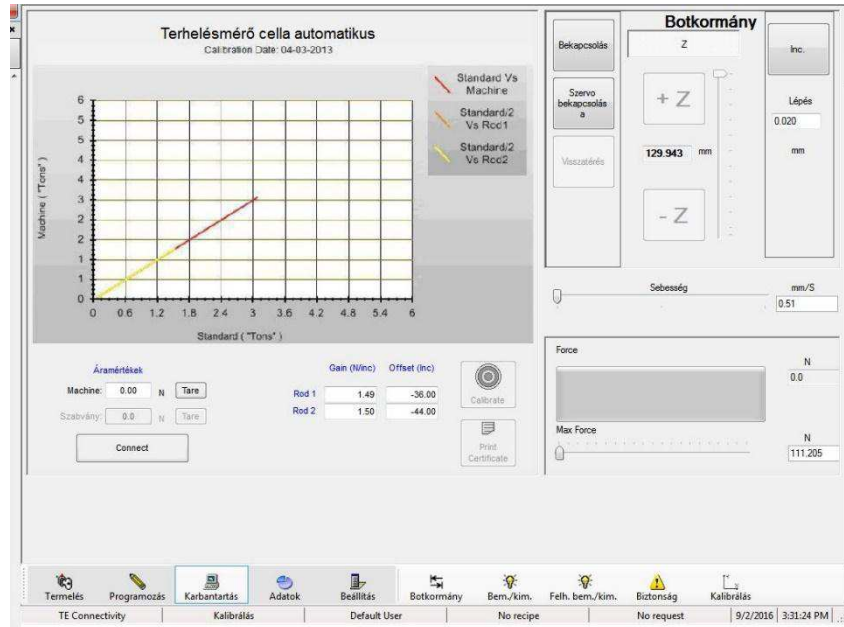 Terhelésmérő cella automatikus
Calibration Date: 04-03-2013
Standard Vs Machine
Standard/2 Vs Rod1
Standard/2 Vs Rod2
Machine ( "Tons" )
6
5
5
4
4
3
2
2
1
1
0
0 0.6 1.2 1.8 2.4 3 3.6 4.2 4.8 5.4 6
Standard ( "Tons" )
Áramértékek
Machine: 0.00 N Tare
Szabvány: 0.0 N Tare
Connect
Gain (N/inc) Offset (Inc)
Rod 1 1.49 -36.00
Rod 2 1.50 -44.00
Calibrate
Print Certificate
Botkormány
Bekapcsolás
Szervo bekapcsolás a
Visszatérés
Z
+ Z
129.943 mm
- Z
Inc.
Lépés
0.020
mm
Sebesség
mm/S
0.51
Force
N
0.0
Max Force
N
111.205
Termelés Programozás Karbantartás Adatok Beállítás Botkormány Bem./kim. Felh. bem./kim. Biztonság Kalibrálás
TE Connectivity Kalibrálás Default User No recipe No request 9/2/2016 3:31:24 PM